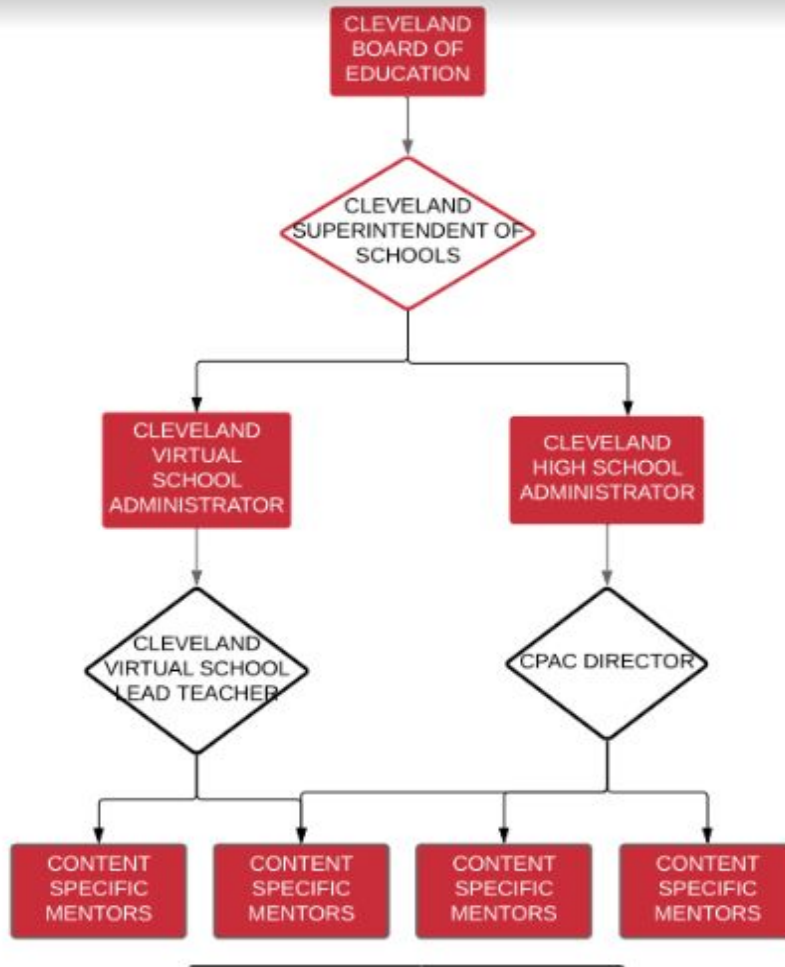 CLEVELAND
BOARD OF
EDUCATION
CLEVELAND
SUPERINTENDENT OF
SCHOOLS
CLEVELAND
VIRTUAL
SCHOOL
ADMINISTRATOR
CLEVELAND
HIGH SCHOOL
ADMINISTRATOR
CLEVELAND
VIRTUAL SCHOOL
LEAD TEACHER
CPAC DIRECTOR
CONTENT
SPECIFIC
MENTORS
CONTENT
SPECIFIC
MENTORS
CONTENT
SPECIFIC
MENTORS
CONTENT
SPECIFIC
MENTORS